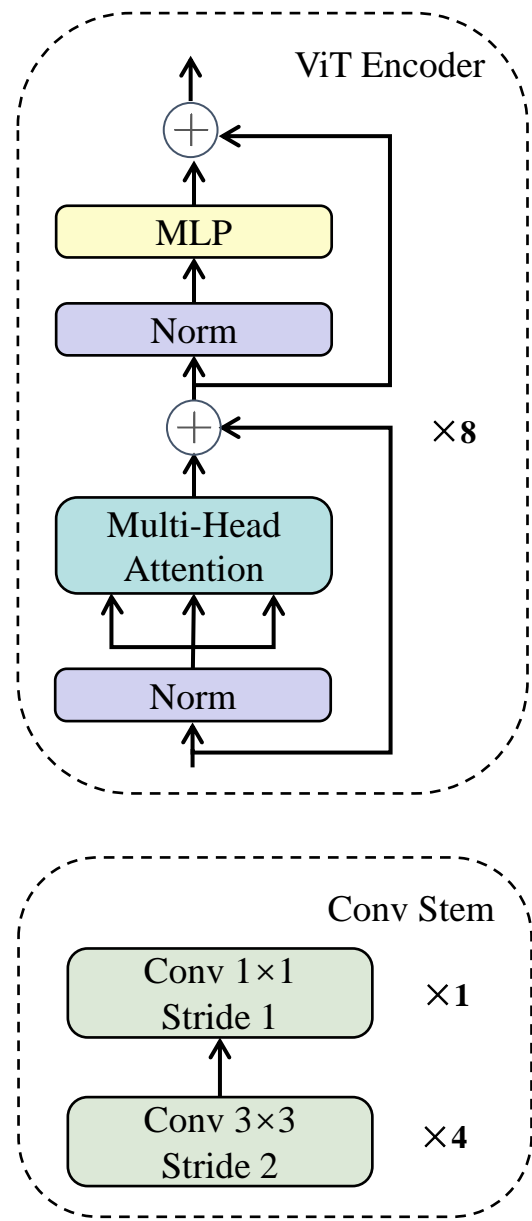 ViT Encoder
MLP
Norm
×8
Multi-Head
Attention
Norm
Conv Stem
Conv 1×1
Stride 1
×1
Conv 3×3
Stride 2
×4